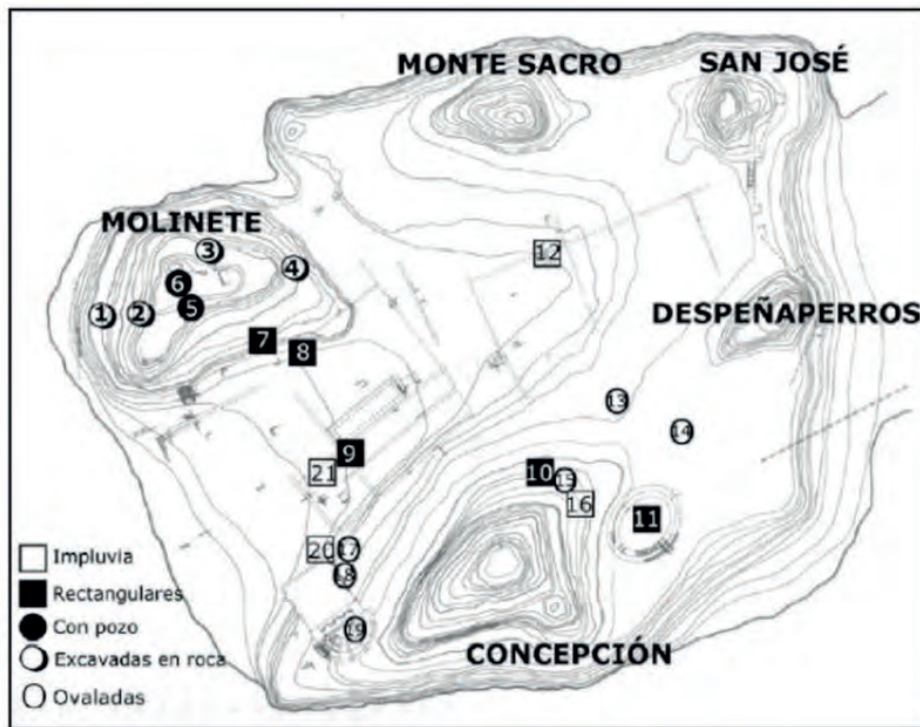 MONTE SACRO
SAN JOSÉ
MOLINETE
3
12
4
6
5
1
2
DESPEÑAPERROS
7
8
13
14
9
21
10
15
16
11
20
17
18
19
Impluvia
Rectangulares
Con pozo
Excavadas en roca
Ovaladas
CONCEPCIÓN